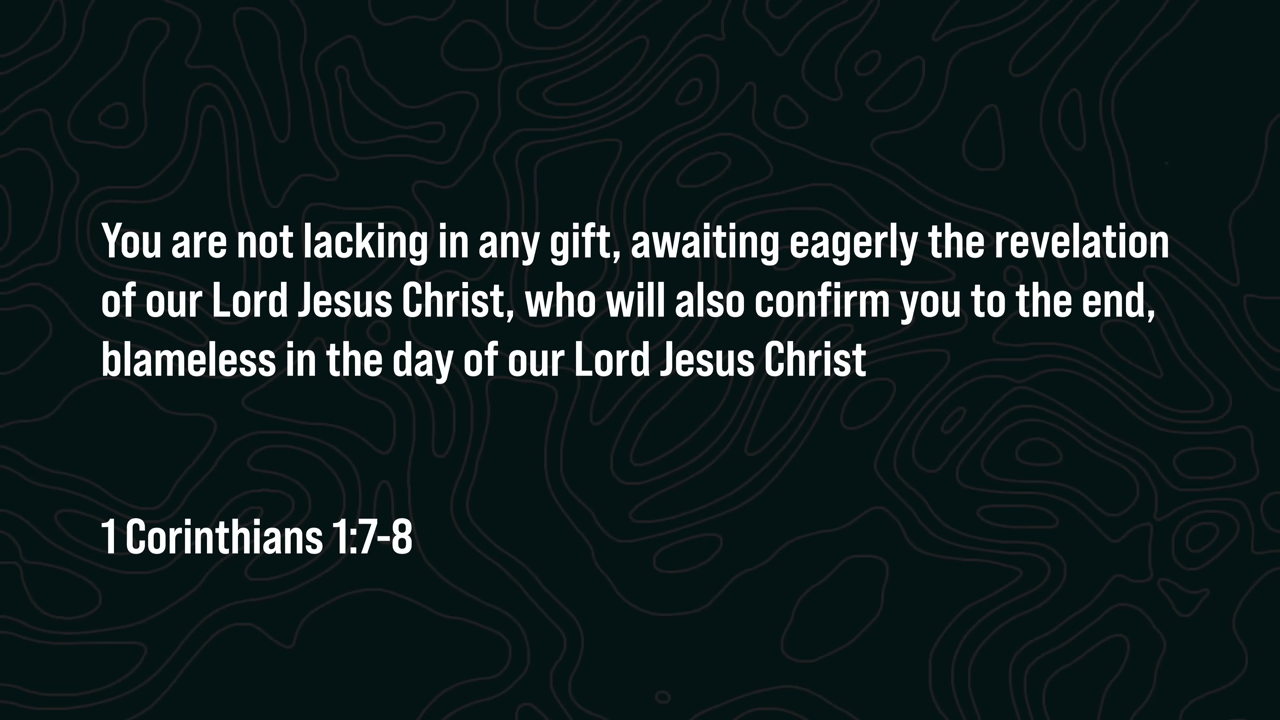 You are not lacking in any gift, awaiting eagerly the revelation
of our Lord Jesus Christ, who will also confirm you to the end,
blameless in the day of our Lord Jesus Christ
1 Corinthians 1:7-8